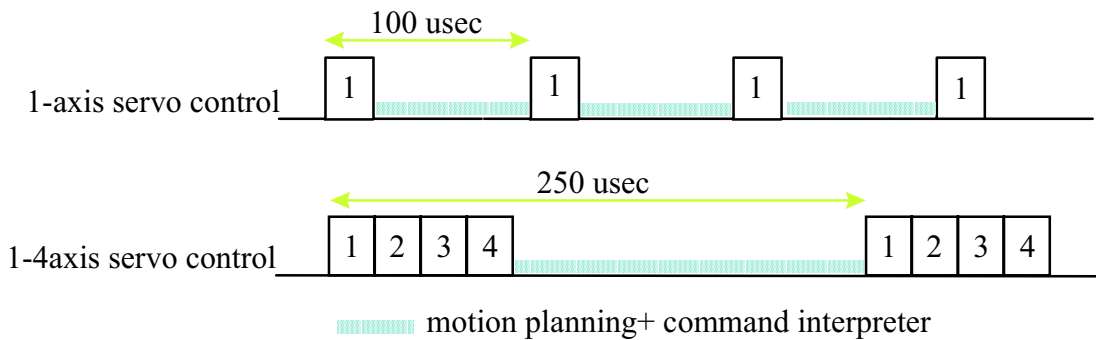 100 usec
1-axis servo control 1 1 1 1
250 usec
1-4axis servo control 1 2 3 4 1 2 3 4
motion planning+ command interpreter